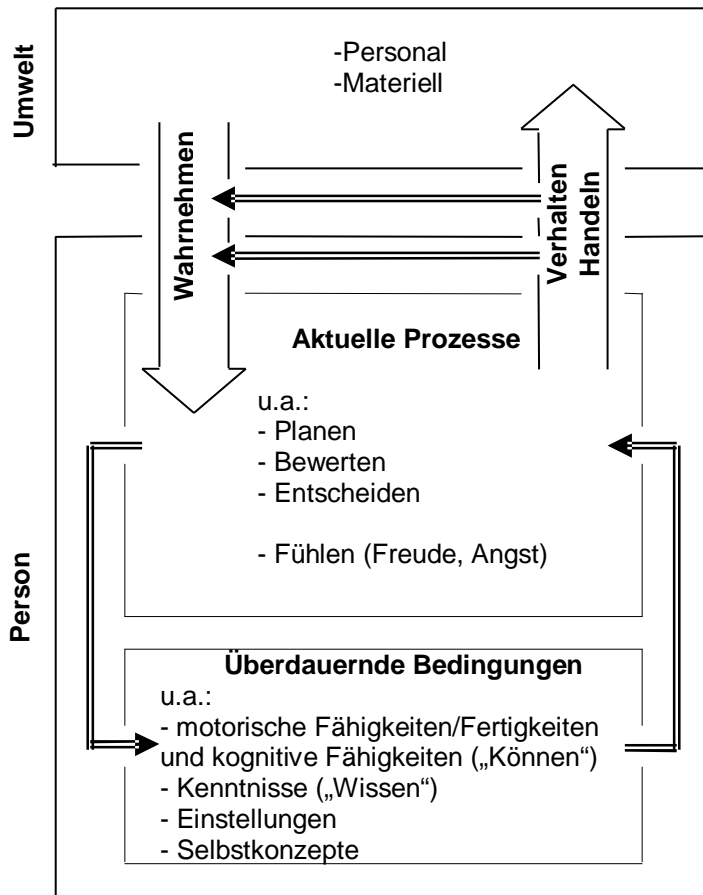 Umwelt
-Personal
-Materiell
Wahrnehmen
Verhalten
Handeln
Person
Aktuelle Prozesse
u.a.:
- Planen
- Bewerten
- Entscheiden
- Fühlen (Freude, Angst)
Überdauernde Bedingungen
u.a.:
- motorische Fähigkeiten/Fertigkeiten
und kognitive Fähigkeiten („Können“)
- Kenntnisse („Wissen“)
- Einstellungen
- Selbstkonzepte